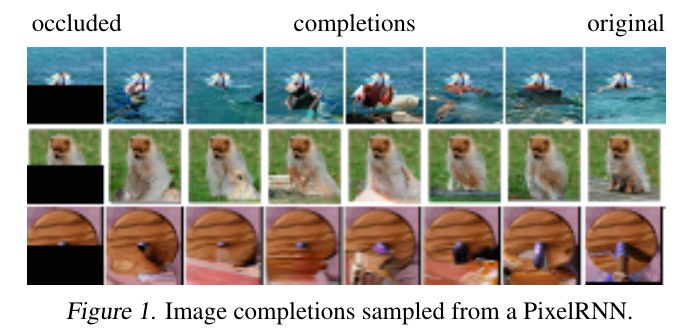 occluded completions original
Figure 1. Image completions sampled from a PixelRNN.